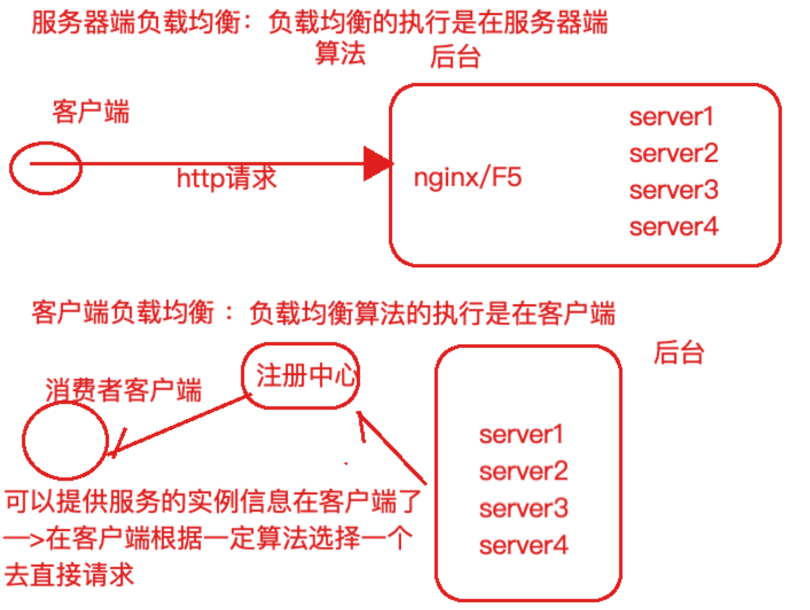 服务器端负载均衡：负载均衡的执行是在服务器端
算法
后台
客户端
http请求
nginx/F5
server1
server2
server3
server4
客户端负载均衡：负载均衡算法的执行是在客户端
后台
注册中心
消费者客户端
server1
server2
server3
server4
可以提供服务的实例信息在客户端了
—>在客户端根据一定算法选择一个
去直接请求